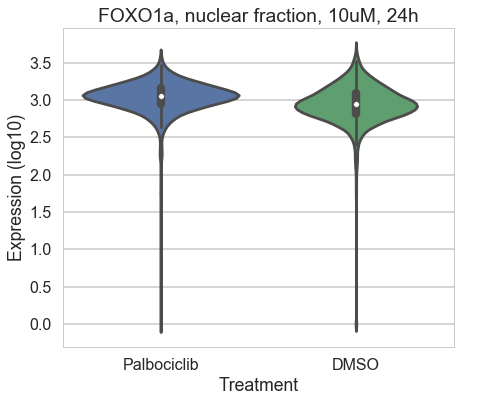 FOXO1a, nuclear fraction, 10uM, 24h
Expression (log10)
3.5
3.0
2.5
2.0
1.5
1.0
0.5
0.0
Palbociclib DMSO
Treatment